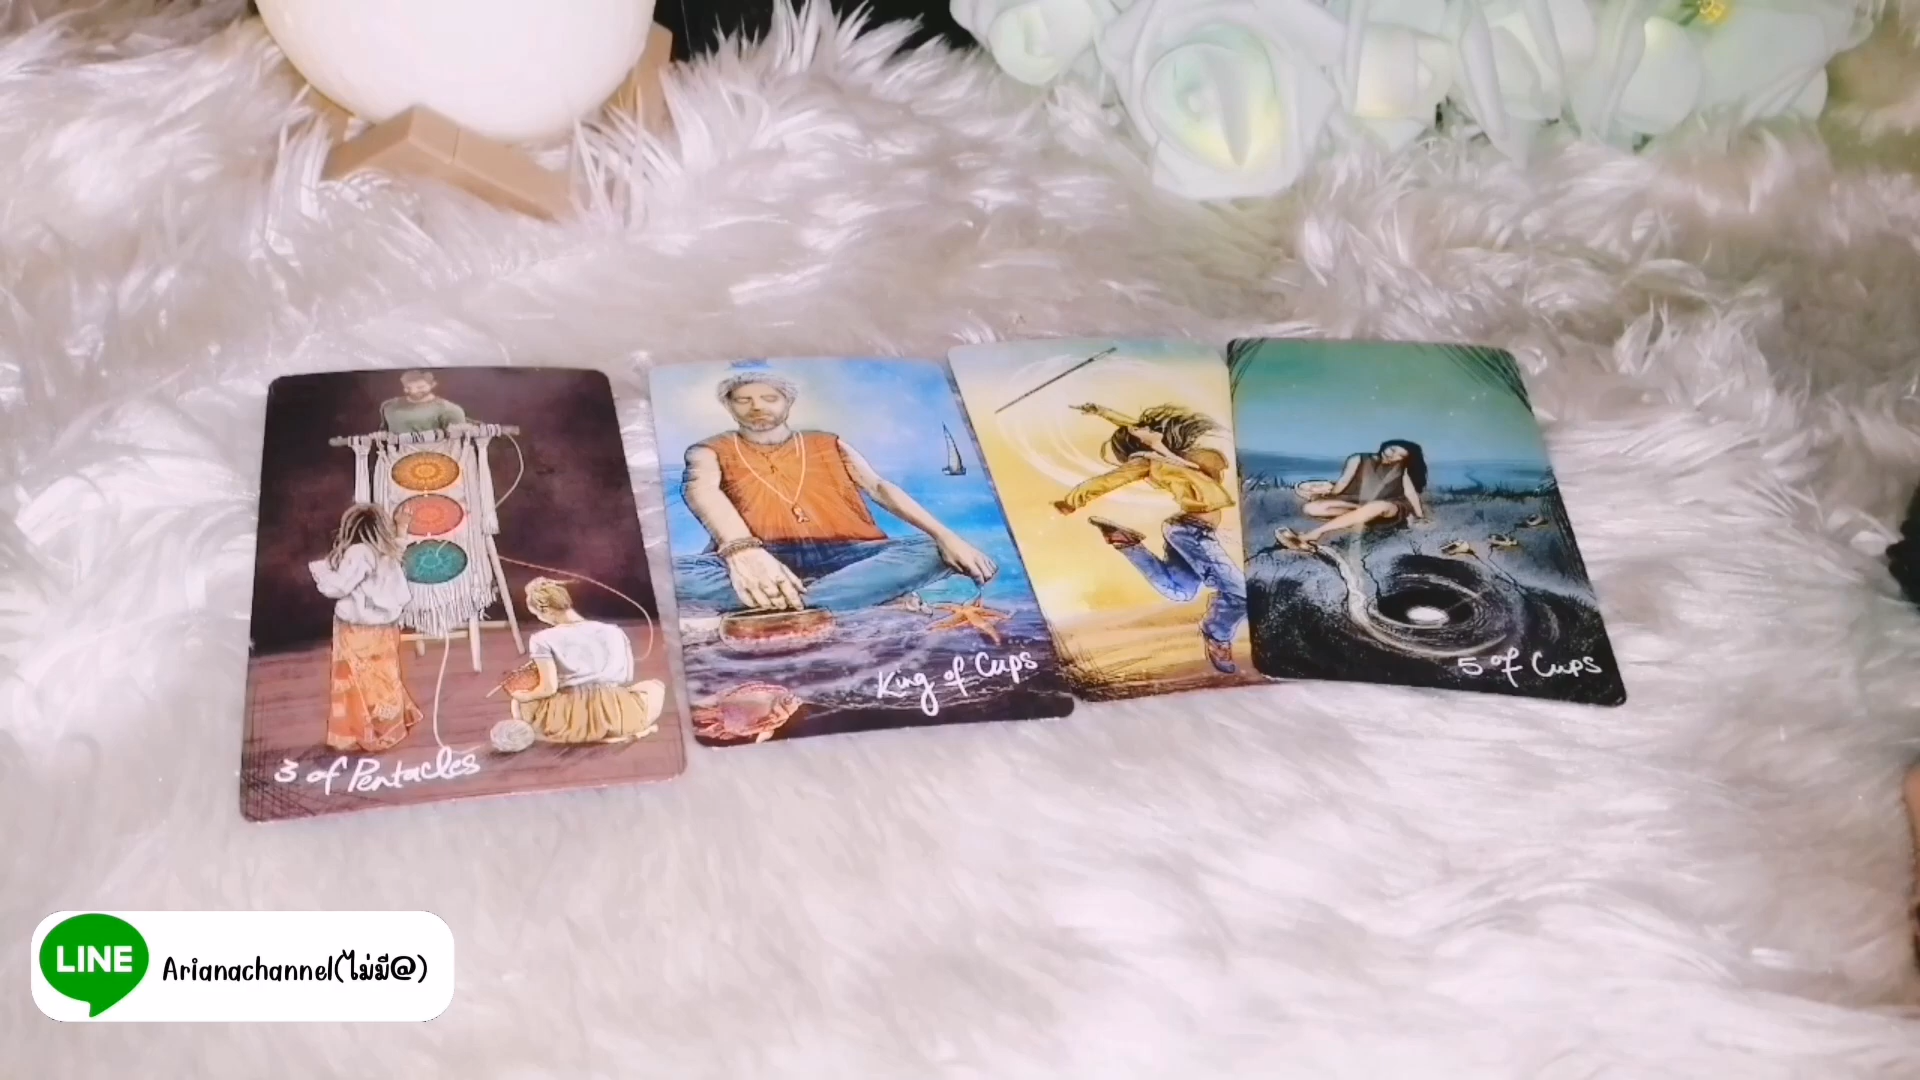 3 of Pentacles
King of Cups
5 of Cups
LINE
Arianachannel(ไม่มี@)